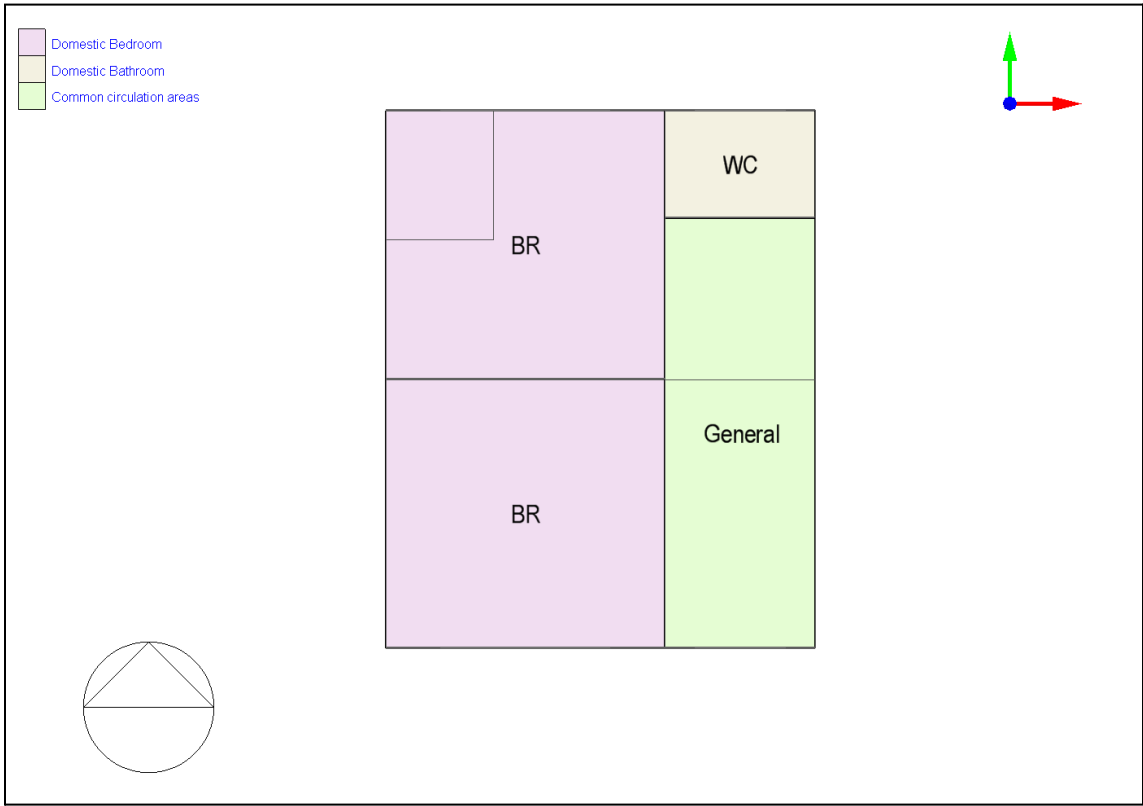 Domestic Bedroom
Domestic Bathroom
Common circulation areas
WC
BR
General
BR